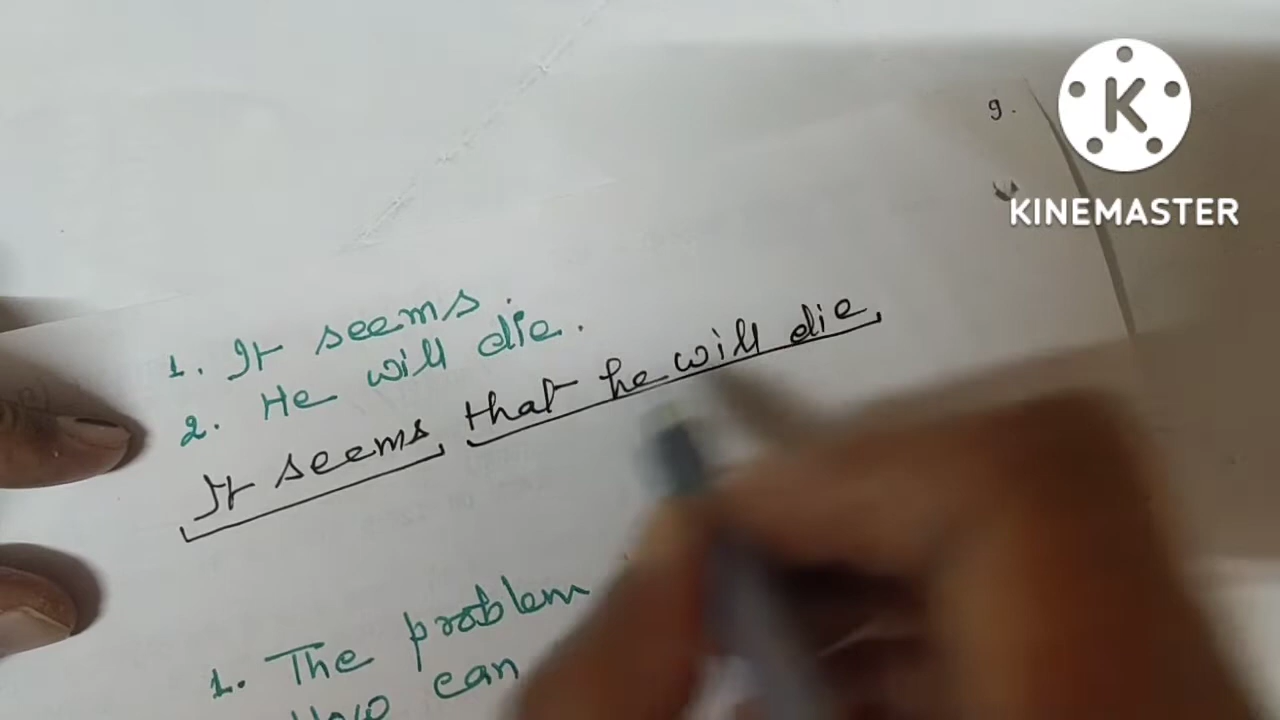 9.
KINEMASTER
1. It seems.
2. He will die.
It seems that he will die
1. The problem
How can